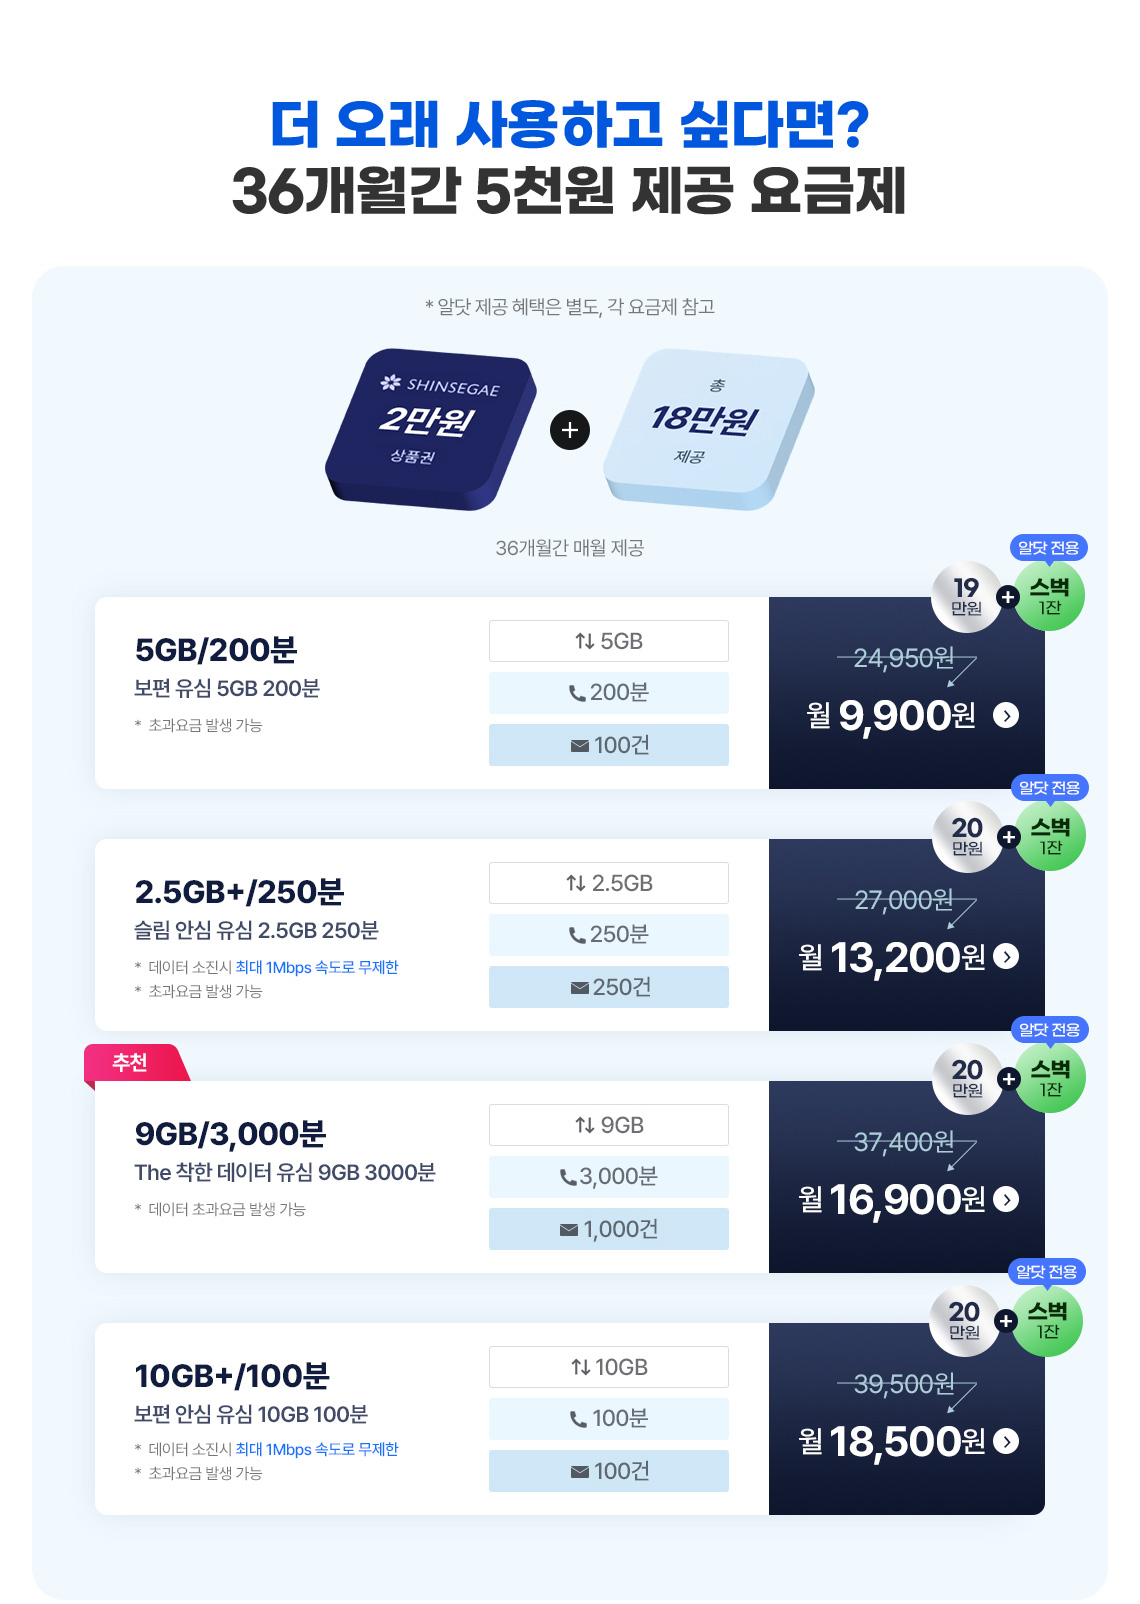 더 오래 사용하고 싶다면?
36개월간 5천원 제공 요금제
* 알닷 제공 혜택은 별도, 각 요금제 참고
SHINSEGAE
2만원
상품권
+
총
18만원
제공
36개월간 매월 제공
알닷 전용
19
만원
+
스벅
1잔
5GB/200분
보편 유심 5GB 200분
* 초과요금 발생 가능
5GB
200분
100건
24,950원
월 9,900원
알닷 전용
20
만원
+
스벅
1잔
2.5GB+/250분
슬림 안심 유심 2.5GB 250분
* 데이터 소진시 최대 1Mbps 속도로 무제한
* 초과요금 발생 가능
2.5GB
250분
250건
27,000원
월 13,200원
추천
알닷 전용
20
만원
+
스벅
1잔
9GB/3,000분
The 착한 데이터 유심 9GB 3000분
* 데이터 초과요금 발생 가능
9GB
3,000분
1,000건
37,400원
월 16,900원
알닷 전용
20
만원
+
스벅
1잔
10GB+/100분
보편 안심 유심 10GB 100분
* 데이터 소진시 최대 1Mbps 속도로 무제한
* 초과요금 발생 가능
10GB
100분
100건
39,500원
월 18,500원